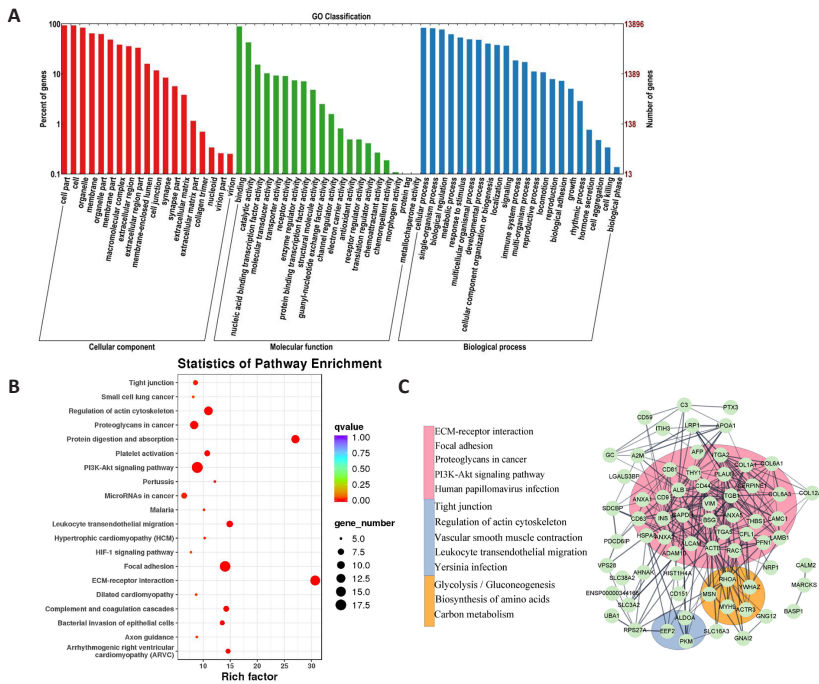 A
GO Classification
Percent of genes
Number of genes
100
10
1
0.1
13896
1389
138
13
cell part
cell
organelle
membrane
organelle part
membrane part
macromolecular complex
extracellular region
extracellular region part
membrane-enclosed lumen
cell junction
synapse
synapse part
extracellular matrix
extracellular matrix part
collagen trimer
nucleoid
virion part
virion
binding
catalytic activity
nucleic acid binding transcription factor activity
molecular transducer activity
transporter activity
receptor activity
enzyme regulator activity
protein binding transcription factor activity
structural molecule activity
guanyl-nucleotide exchange factor activity
channel regulator activity
electron carrier activity
antioxidant activity
receptor regulator activity
translation regulator activity
chemoattractant activity
chemorepellent activity
morphogen activity
protein tag
metallochaperone activity
cellular process
single-organism process
biological regulation
metabolic process
response to stimulus
multicellular organismal process
developmental process
cellular component organization or biogenesis
localization
signaling
immune system process
multi-organism process
reproductive process
locomotion
reproduction
biological adhesion
growth
rhythmic process
hormone secretion
cell aggregation
cell killing
biological phase
Cellular component
Molecular function
Biological process
B
Statistics of Pathway Enrichment
Tight junction
Small cell lung cancer
Regulation of actin cytoskeleton
Proteoglycans in cancer
Protein digestion and absorption
Platelet activation
PI3K-Akt signaling pathway
Pertussis
MicroRNAs in cancer
Malaria
Leukocyte transendothelial migration
Hypertrophic cardiomyopathy (HCM)
HIF-1 signaling pathway
Focal adhesion
ECM-receptor interaction
Dilated cardiomyopathy
Complement and coagulation cascades
Bacterial invasion of epithelial cells
Axon guidance
Arrhythmogenic right ventricular
cardiomyopathy (ARVC)
10 15 20 25 30
Rich factor
qvalue
1.00
0.75
0.50
0.25
0.00
gene_number
5.0
7.5
10.0
12.5
15.0
17.5
C
ECM-receptor interaction
Focal adhesion
Proteoglycans in cancer
PI3K-Akt signaling pathway
Human papillomavirus infection
Tight junction
Regulation of actin cytoskeleton
Vascular smooth muscle contraction
Leukocyte transendothelial migration
Yersinia infection
Glycolysis / Gluconeogenesis
Biosynthesis of amino acids
Carbon metabolism
C3
PTX3
CD59
ITIH3
LRP1
APOA1
GC
A2M
AFP
ITGA2
LGALS3BP
CD81
THY1
PLAUR
COL1A1
COL6A1
ALB
CD44
SERPINE1
ANXA1
CD9
VIM
ITGB1
COL6A3
COL12A
SDCBP
CD63
INS
GAPDH
BSG
ANXA5
THBS1
LAMC1
PDCD6IP
HSPA8
ANXA2
ALCAM
ITGA3
CFL1
PFN1
LAMB1
ADAM10
ACTB
RAC1
VPS28
AHNAK
HIST1H4A
NRP1
CALM2
SLC38A2
RHOA
YWHAZ
MARCKS
ENSP00000344166
CD151
MSN
SLC3A2
MYH9
ACTR3
BASP1
UBA1
ALDOA
GNG12
RPS27A
EEF2
SLC16A3
GNAI2
PKM